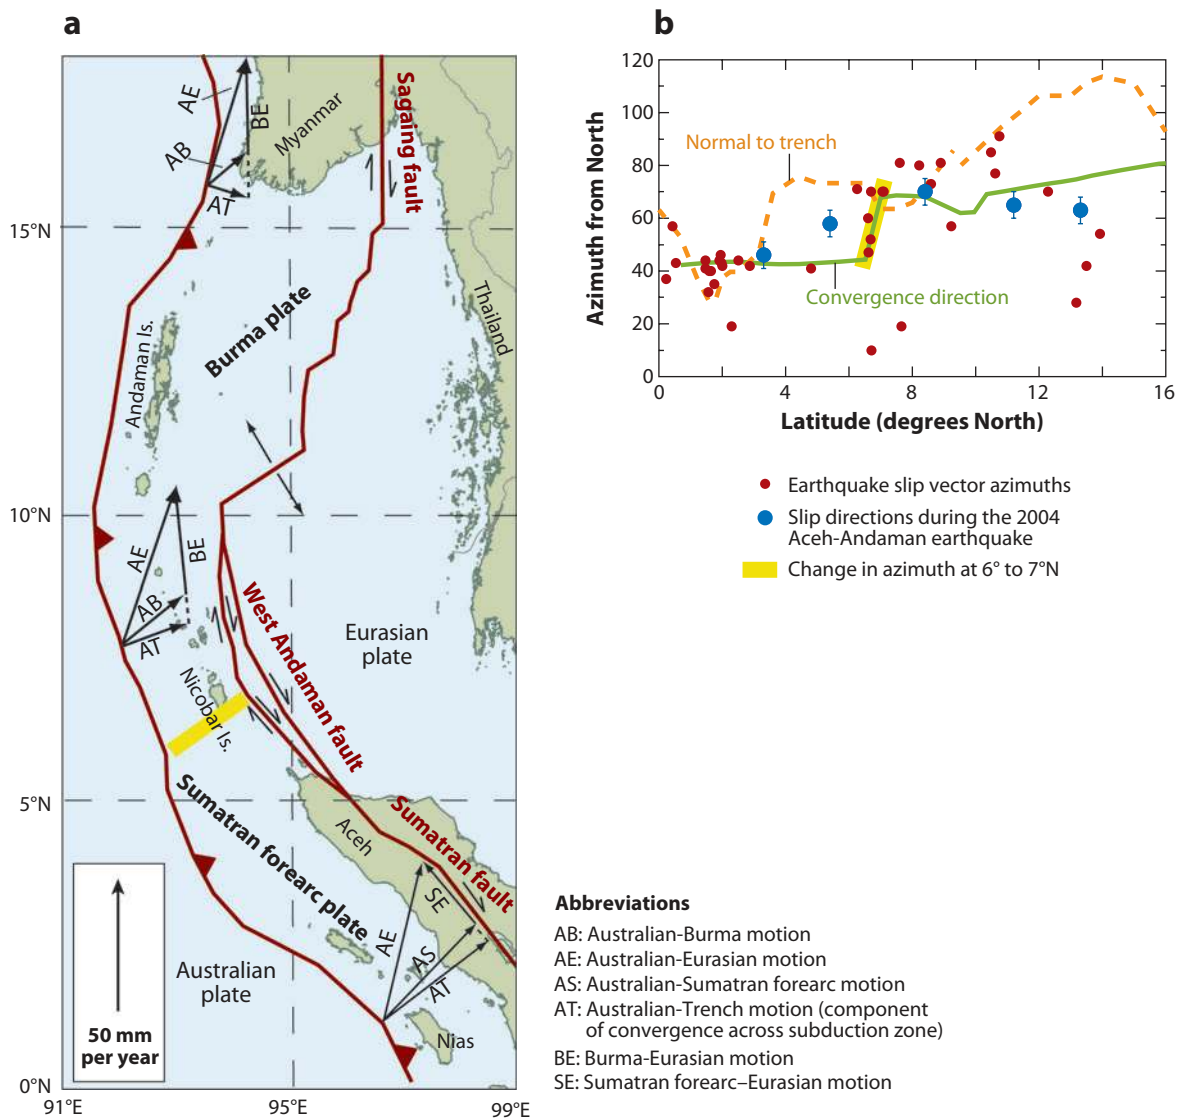 a
91°E
95°E
99°E
15°N
10°N
5°N
0°N
AE
BE
AB
AT
Myanmar
Sagaing fault
Burma plate
Andaman Is.
Thailand
AE
BE
AB
AT
West Andaman fault
Eurasian
plate
Nicobar Is.
Sumatran forearc plate
Aceh
Sumatran fault
SE
AE
AS
AT
Australian
plate
Nias
50 mm
per year
b
Azimuth from North
120
100
80
60
40
20
0
0
4
8
12
16
Latitude (degrees North)
Normal to trench
Convergence direction
Earthquake slip vector azimuths
Slip directions during the 2004
Aceh-Andaman earthquake
Change in azimuth at 6° to 7°N
Abbreviations
AB: Australian-Burma motion
AE: Australian-Eurasian motion
AS: Australian-Sumatran forearc motion
AT: Australian-Trench motion (component
of convergence across subduction zone)
BE: Burma-Eurasian motion
SE: Sumatran forearc–Eurasian motion